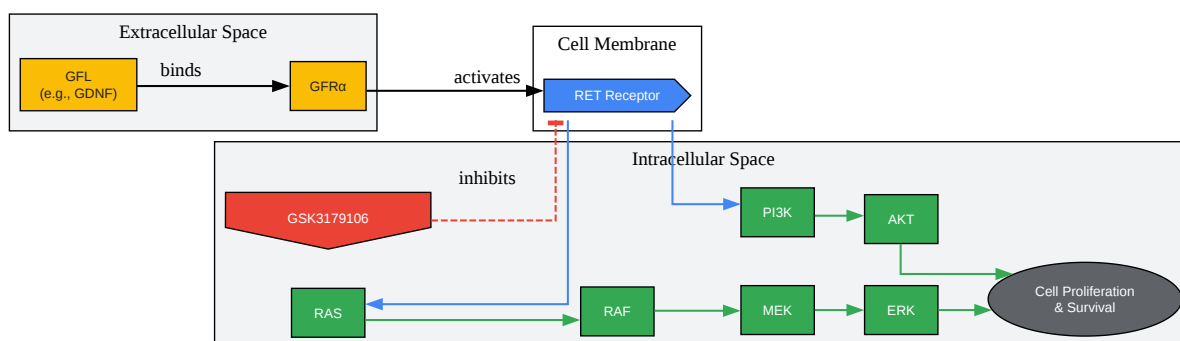 Extracellular Space
GFL
(e.g., GDNF)
binds
GFRα
activates
Cell Membrane
RET Receptor
Intracellular Space
inhibits
GSK3179106
PI3K
AKT
RAS
RAF
MEK
ERK
Cell Proliferation
& Survival